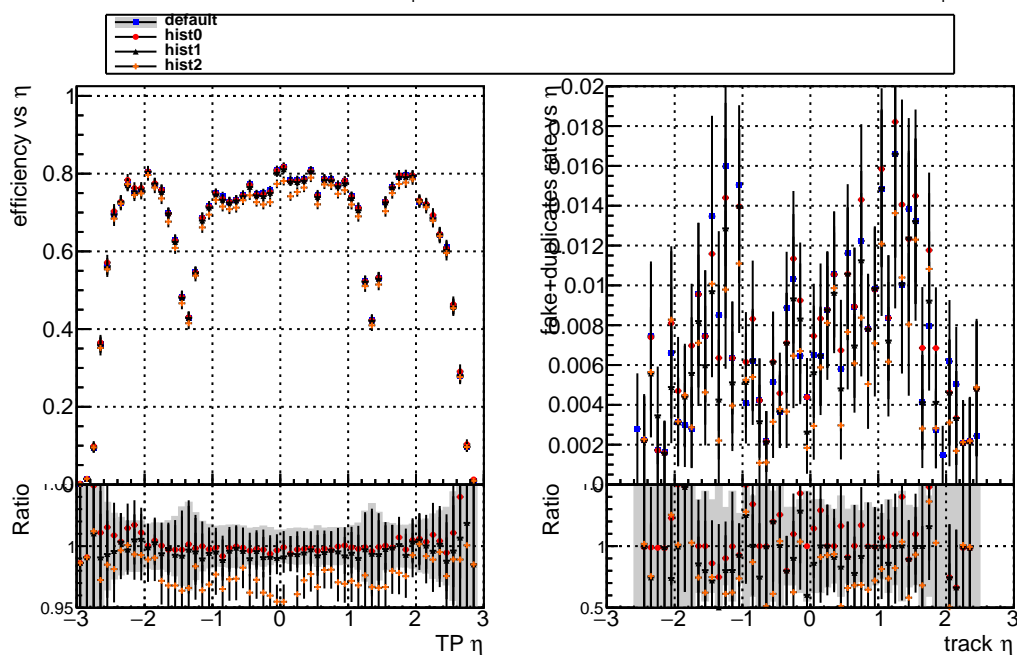 default
hist0
hist1
hist2
efficiency vs η
1
0.8
0.6
0.4
0.2
0
Ratio
1
0.95
−3 −2 −1 0 1 2 3
TP η
fake+duplicates rate vs η
0.02
0.018
0.016
0.014
0.012
0.01
0.008
0.006
0.004
0.002
0
Ratio
1
0.5
−3 −2 −1 0 1 2 3
track η